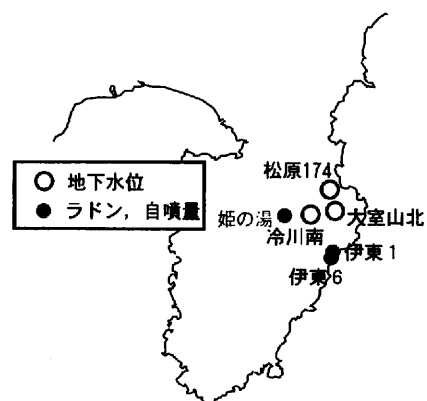 松原174
地下水位
ラドン，自噴量
姫の湯
大室山北
冷川南
伊東1
伊東6